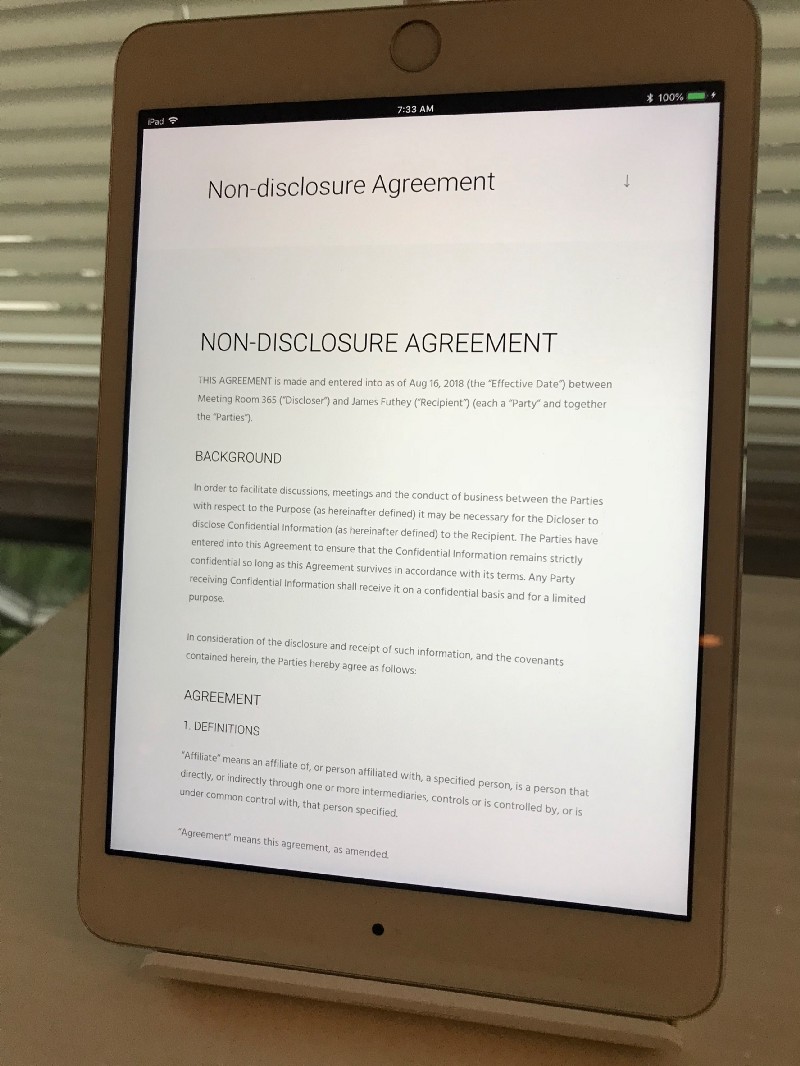 iPad 7:33 AM 100%
Non-disclosure Agreement ↓
NON-DISCLOSURE AGREEMENT
THIS AGREEMENT is made and entered into as of Aug 16, 2018 (the "Effective Date") between
Meeting Room 365 ("Discloser") and James Futhey ("Recipient") (each a "Party" and together
the "Parties").
BACKGROUND
In order to facilitate discussions, meetings and the conduct of business between the Parties
with respect to the Purpose (as hereinafter defined) it may be necessary for the Dicloser to
disclose Confidential Information (as hereinafter defined) to the Recipient. The Parties have
entered into this Agreement to ensure that the Confidential Information remains strictly
confidential so long as this Agreement survives in accordance with its terms. Any Party
receiving Confidential Information shall receive it on a confidential basis and for a limited
purpose.
In consideration of the disclosure and receipt of such information, and the covenants
contained herein, the Parties hereby agree as follows:
AGREEMENT
1. DEFINITIONS
"Affiliate" means an affiliate of, or person affiliated with, a specified person, is a person that
directly, or indirectly through one or more intermediaries, controls or is controlled by, or is
under common control with, that person specified.
"Agreement" means this agreement, as amended.